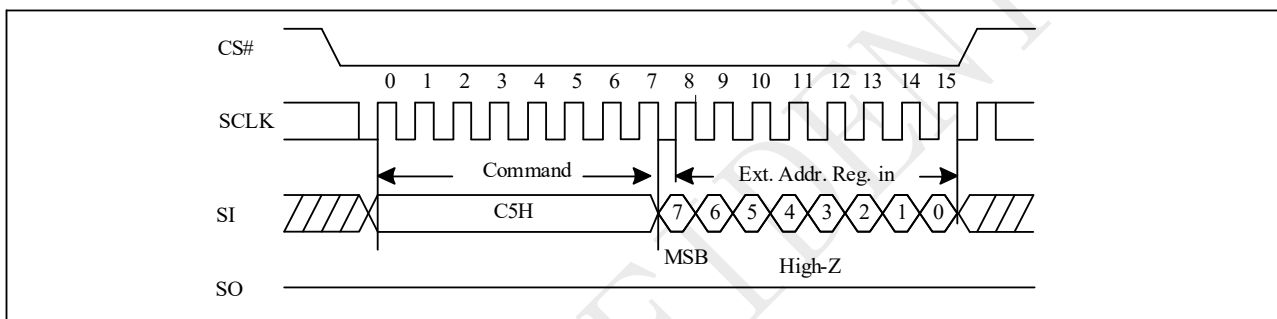 CS#
0 1 2 3 4 5 6 7 8 9 10 11 12 13 14 15
SCLK
Command Ext. Addr. Reg. in
SI C5H 7 6 5 4 3 2 1 0
MSB High-Z
SO